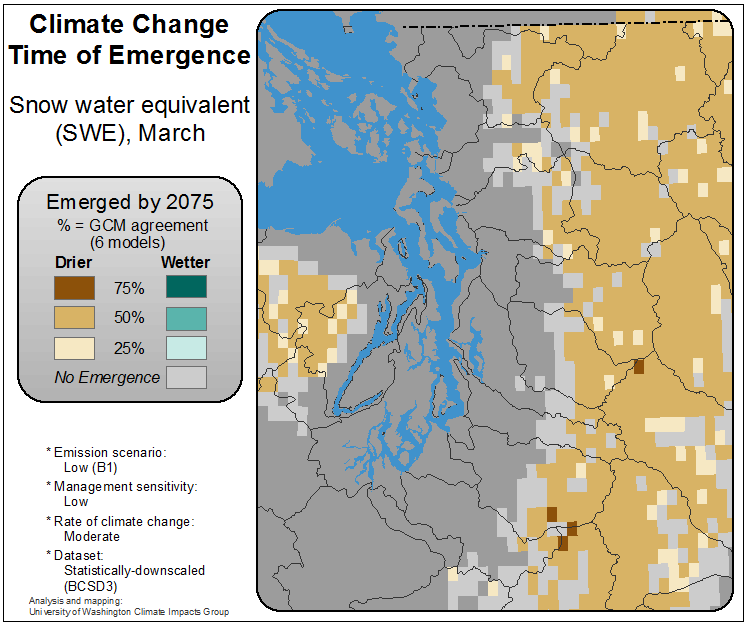 Climate Change
Time of Emergence
Snow water equivalent
(SWE), March
Emerged by 2075
% = GCM agreement
(6 models)
Drier Wetter
75%
50%
25%
No Emergence
* Emission scenario:
Low (B1)
* Management sensitivity:
Low
* Rate of climate change:
Moderate
* Dataset:
Statistically-downscaled
(BCSD3)
Analysis and mapping:
University of Washington Climate Impacts Group